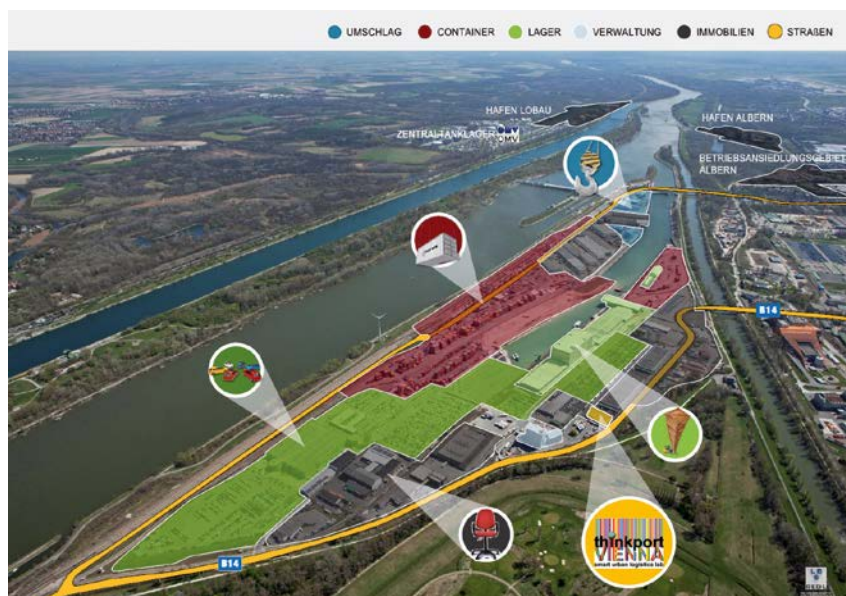 UMSCHLAG
CONTAINER
LAGER
VERWALTUNG
IMMOBILIEN
STRAßEN
HAFEN LOBAU
ZENTRALTANKLAGER
OMV
HAFEN ALBERN
BETRIEBSANSIEDLUNGSGEBIET
ALBERN
B14
B14
thinkport
VIENNA
smart urban logistics lab